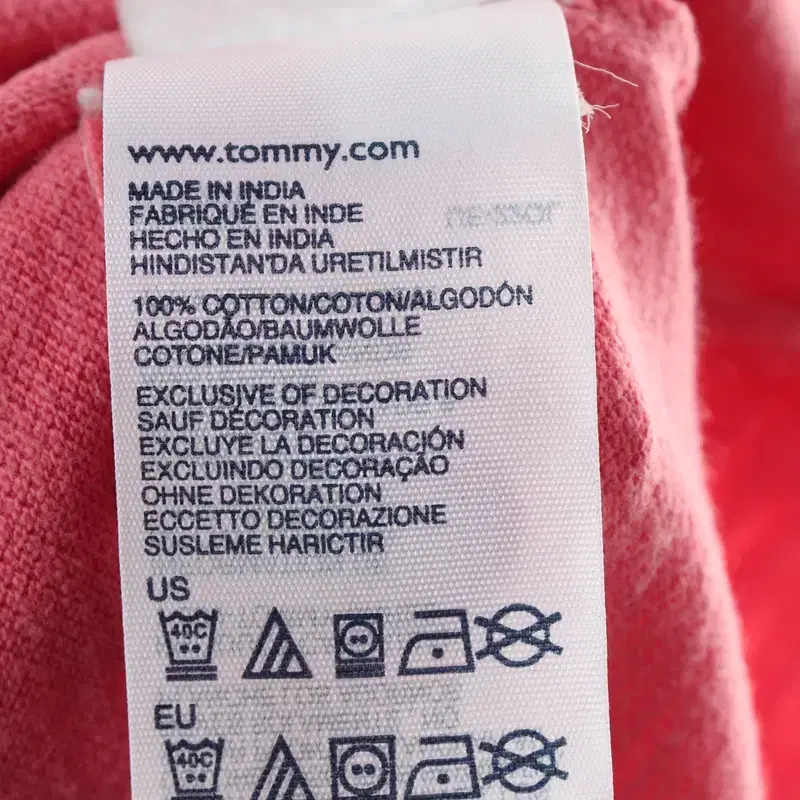 www.tommy.com
MADE IN INDIA
FABRIQUÉ EN INDE
HECHO EN INDIA
HINDISTAN'DA URETILMISTIR
100% COTTON/COTON/ALGODÓN
ALGODÃO/BAUMWOLLE
COTONE/PAMUK
EXCLUSIVE OF DECORATION
SAUF DÉCORATION
EXCLUYE LA DECORACIÓN
EXCLUINDO DECORAÇÃO
OHNE DEKORATION
ECCETTO DECORAZIONE
SUSLEME HARICTIR
US
40C
EU
40C